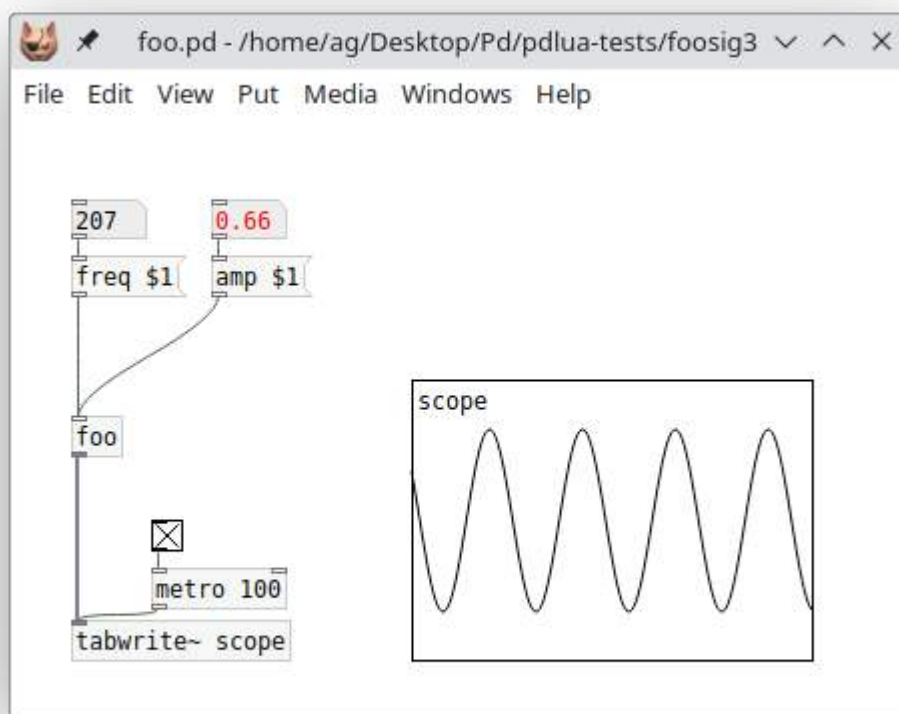 foo.pd - /home/ag/Desktop/Pd/pdlua-tests/foosig3
File Edit View Put Media Windows Help
207 0.66
freq $1 amp $1
scope
foo
metro 100
tabwrite~ scope